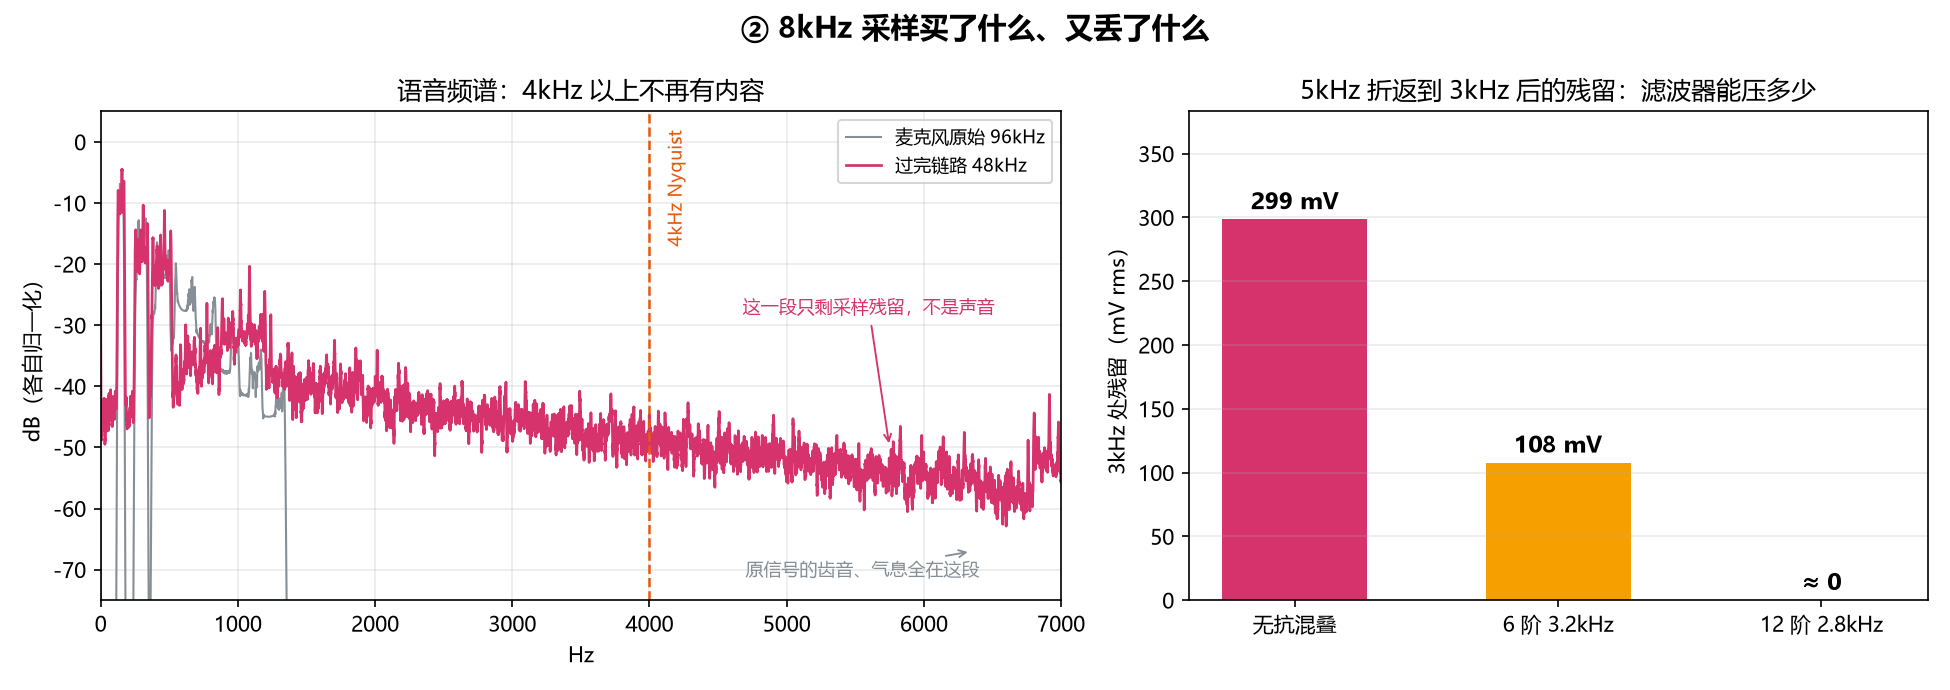 ② 8kHz 采样买了什么、又丢了什么
语音频谱：4kHz 以上不再有内容
dB（各自归一化）
0
-10
-20
-30
-40
-50
-60
-70
麦克风原始 96kHz
过完链路 48kHz
4kHz Nyquist
这一段只剩采样残留，不是声音
原信号的齿音、气息全在这段
0
1000
2000
3000
4000
5000
6000
7000
Hz
5kHz 折返到 3kHz 后的残留：滤波器能压多少
3kHz 处残留（mV rms）
350
300
250
200
150
100
50
0
299 mV
108 mV
≈ 0
无抗混叠
6 阶 3.2kHz
12 阶 2.8kHz